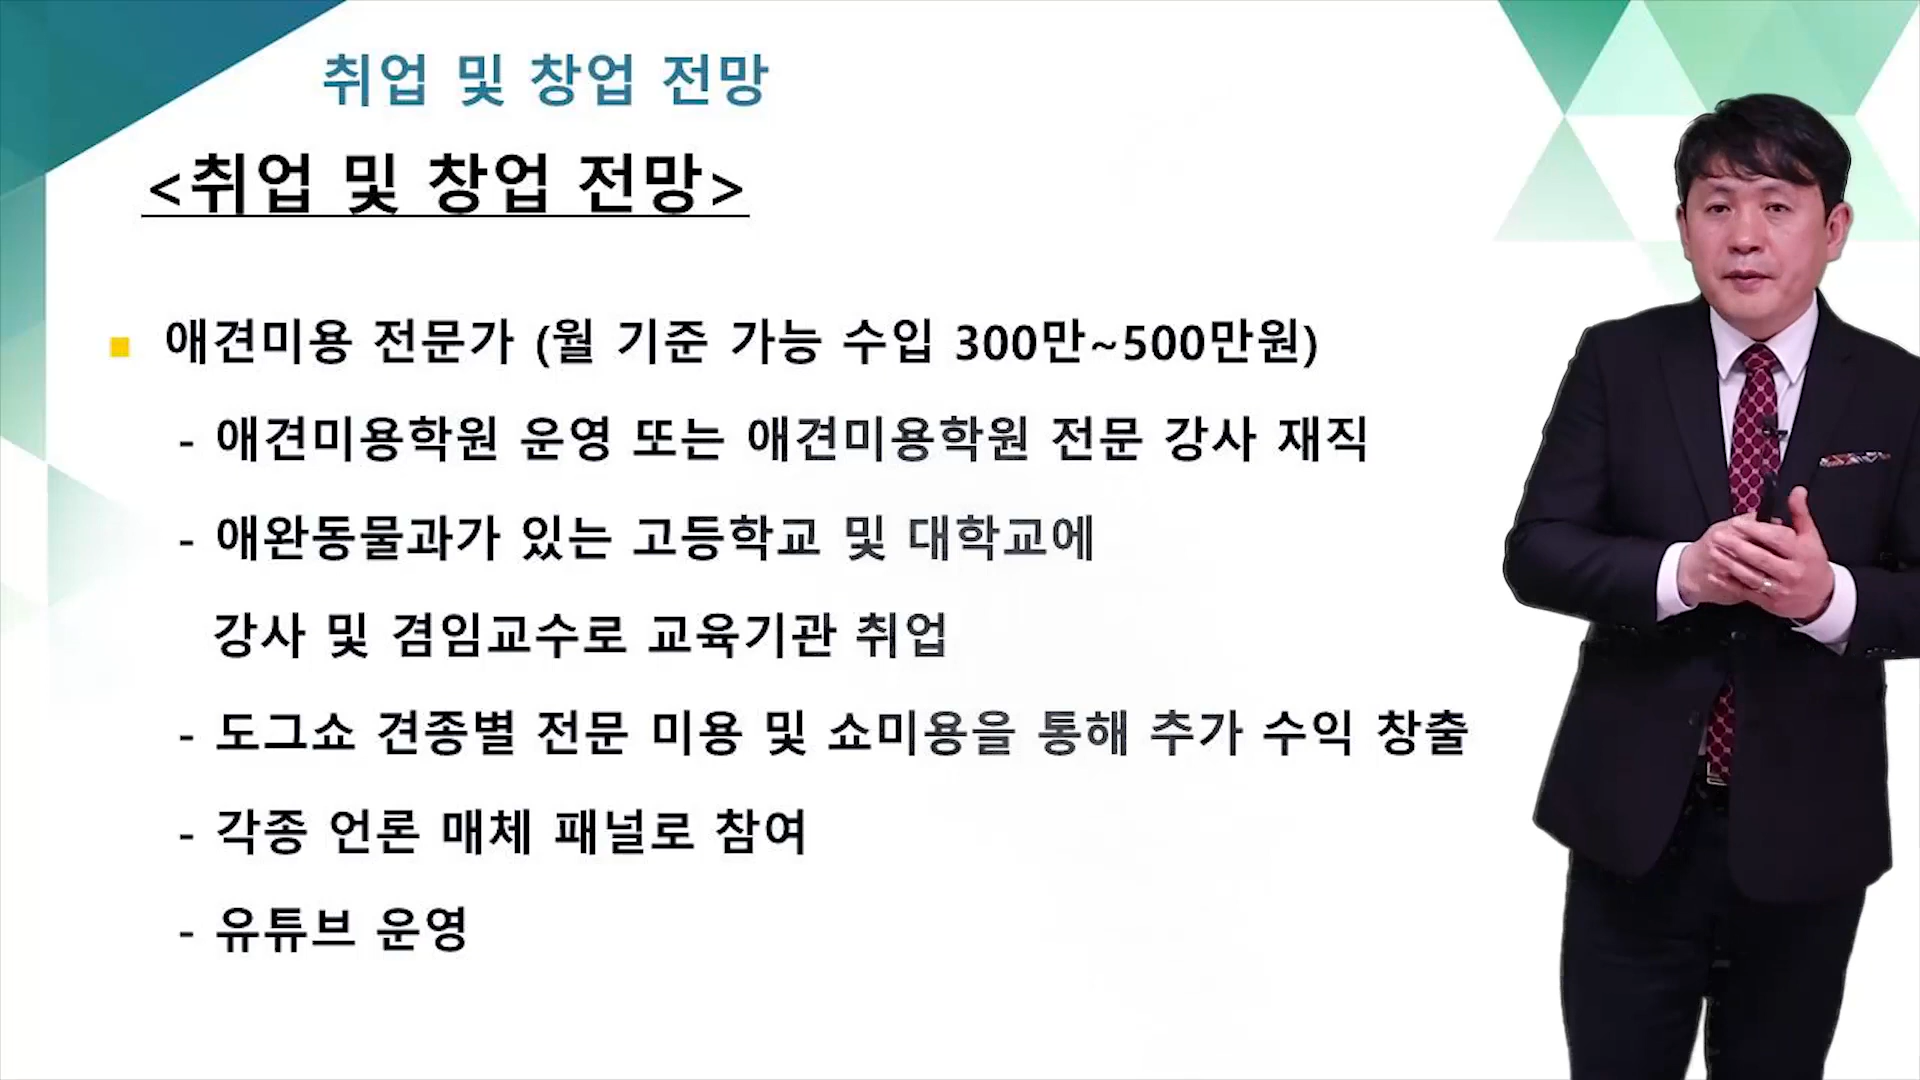 취업 및 창업 전망
<취업 및 창업 전망>
애견미용 전문가 (월 기준 가능 수입 300만~500만원)
- 애견미용학원 운영 또는 애견미용학원 전문 강사 재직
- 애완동물과가 있는 고등학교 및 대학교에
강사 및 겸임교수로 교육기관 취업
- 도그쇼 견종별 전문 미용 및 쇼미용을 통해 추가 수익 창출
- 각종 언론 매체 패널로 참여
- 유튜브 운영